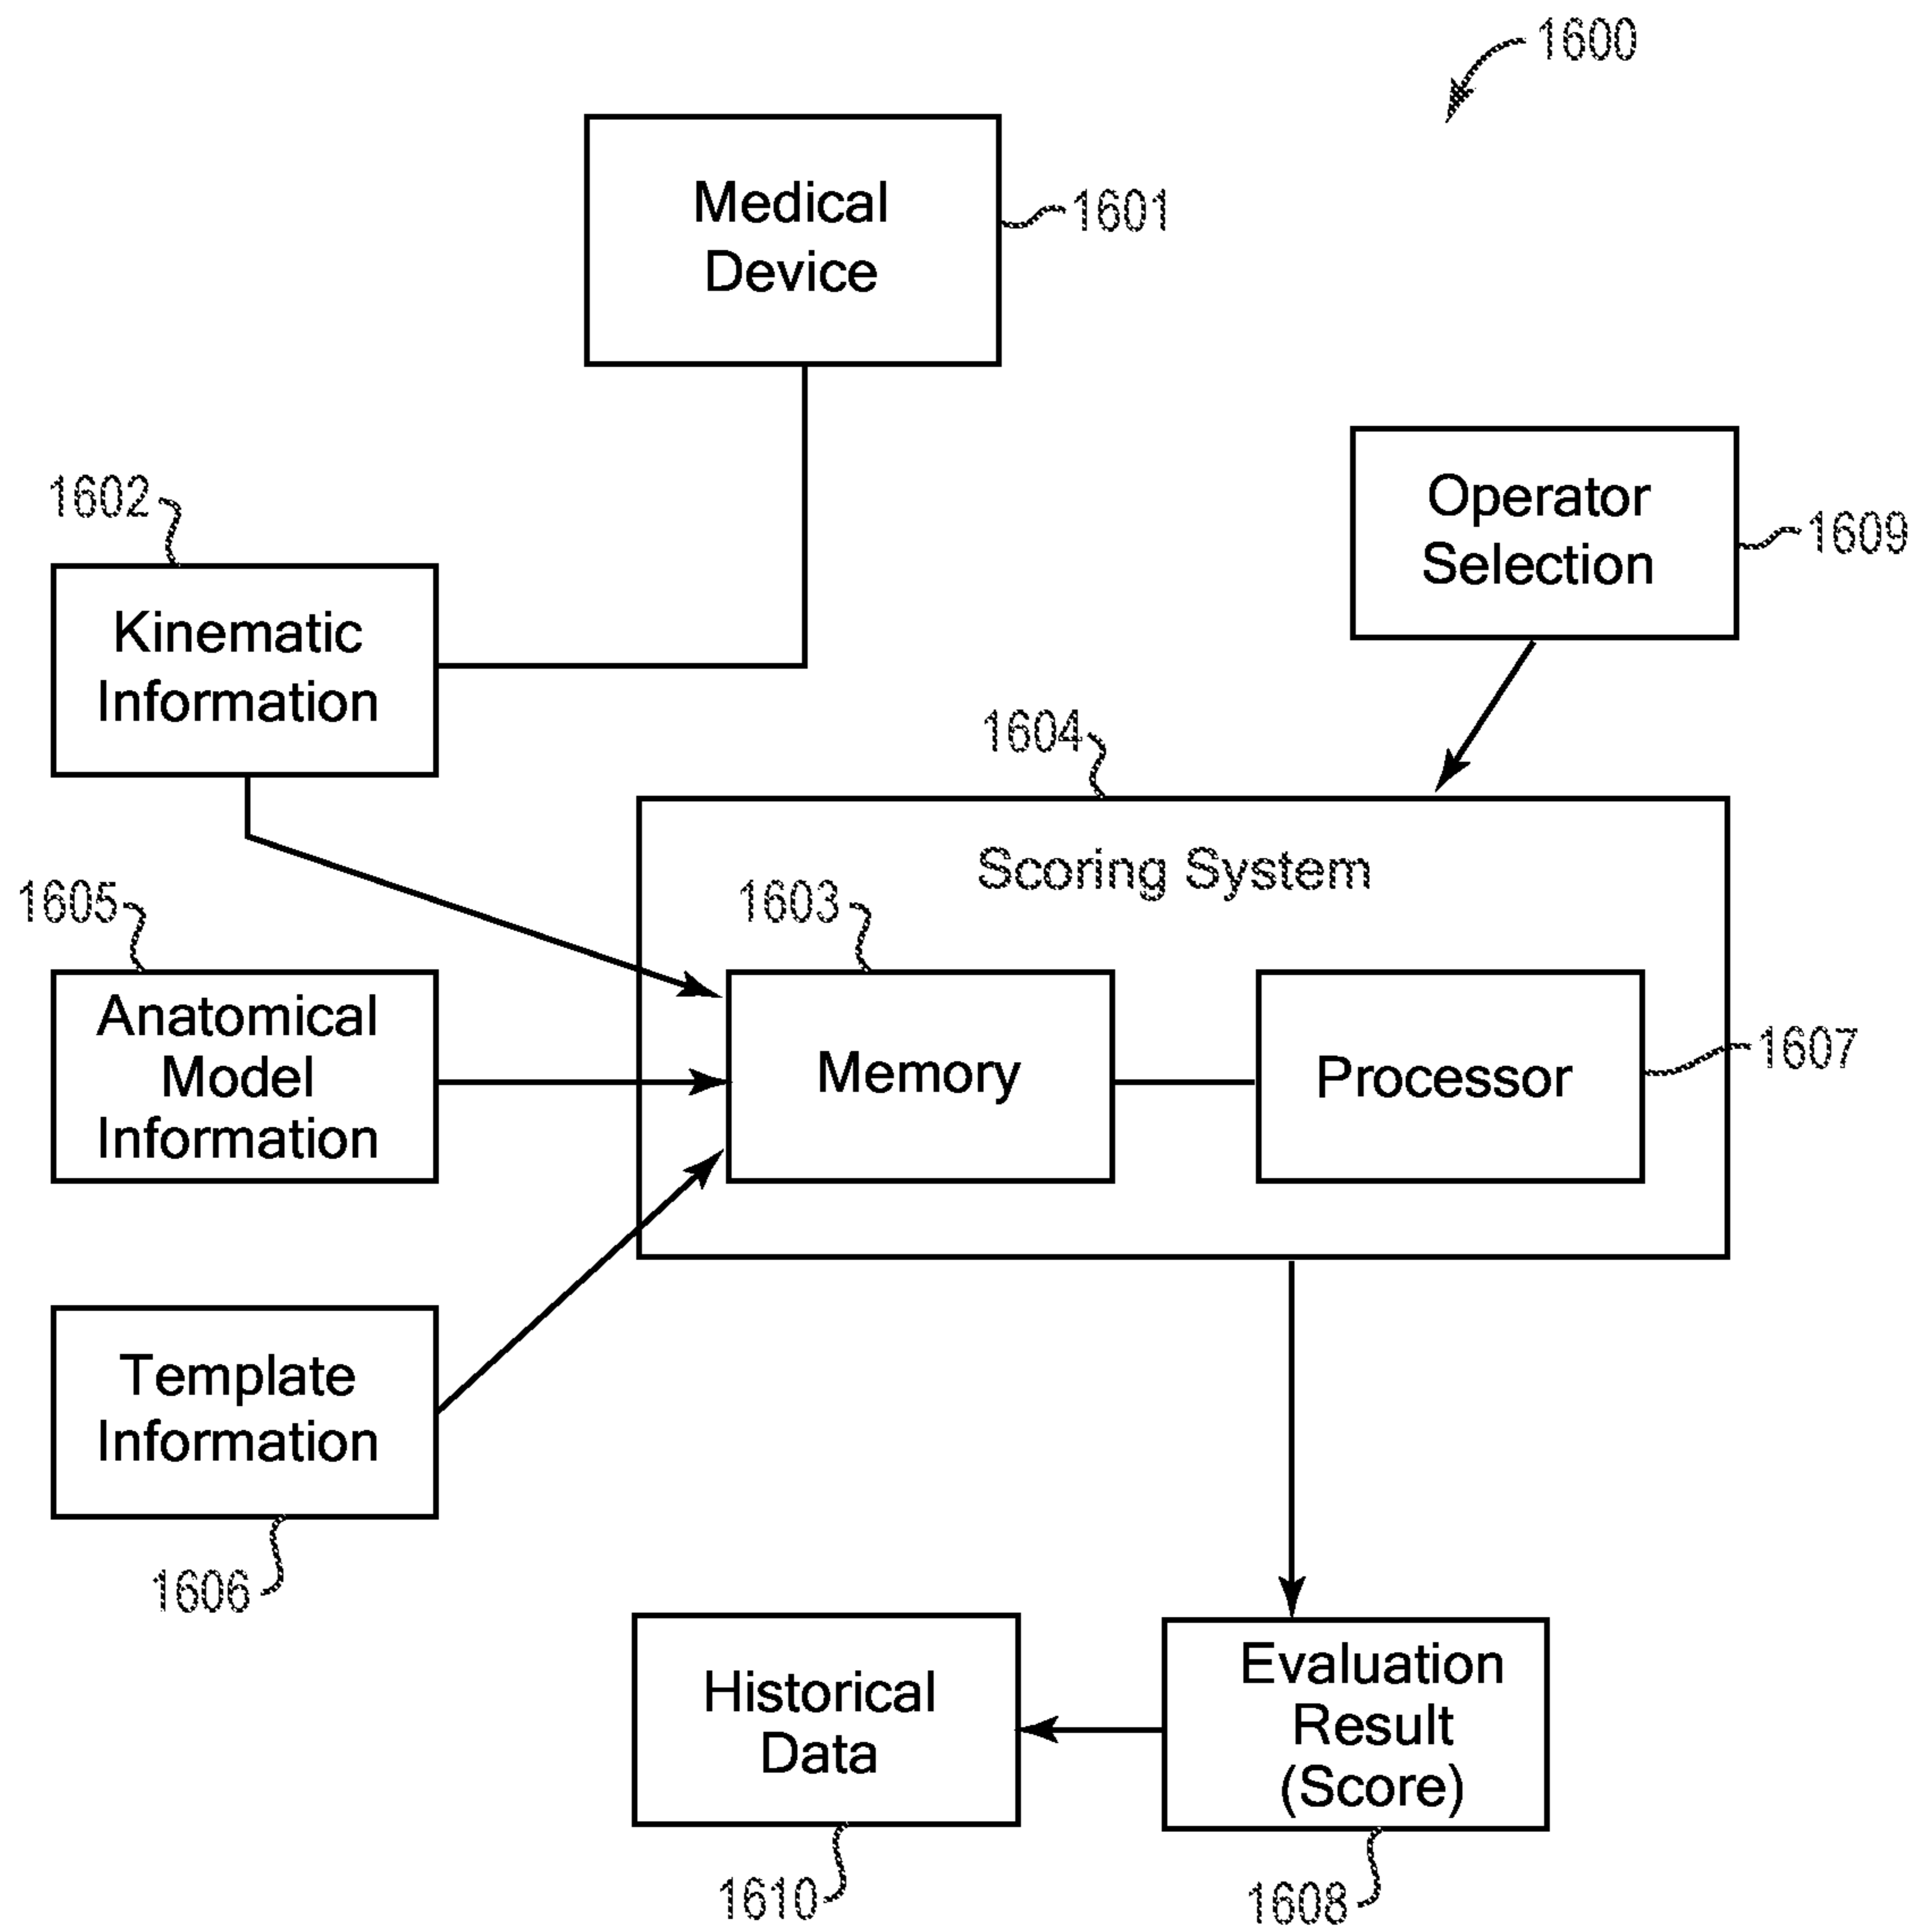 1600
Medical
Device
1601
1602
Kinematic
Information
Operator
Selection
1609
1604
Scoring System
1605
1603
Anatomical
Model
Information
Memory
Processor
1607
Template
Information
1606
Historical
Data
Evaluation
Result
(Score)
1610
1608